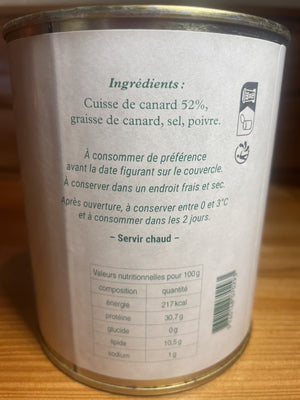 Ingrédients :
Cuisse de canard 52%,
graisse de canard, sel, poivre.
À consommer de préférence
avant la date figurant sur le couvercle.
À conserver dans un endroit frais et sec.
Après ouverture, à conserver entre 0 et 3°C
et à consommer dans les 2 jours.
– Servir chaud –
Valeurs nutritionnelles pour 100g
composition quantité
énergie 217kcal
protéine 30.7g
glucide 0g
lipide 10.5g
sodium 1g